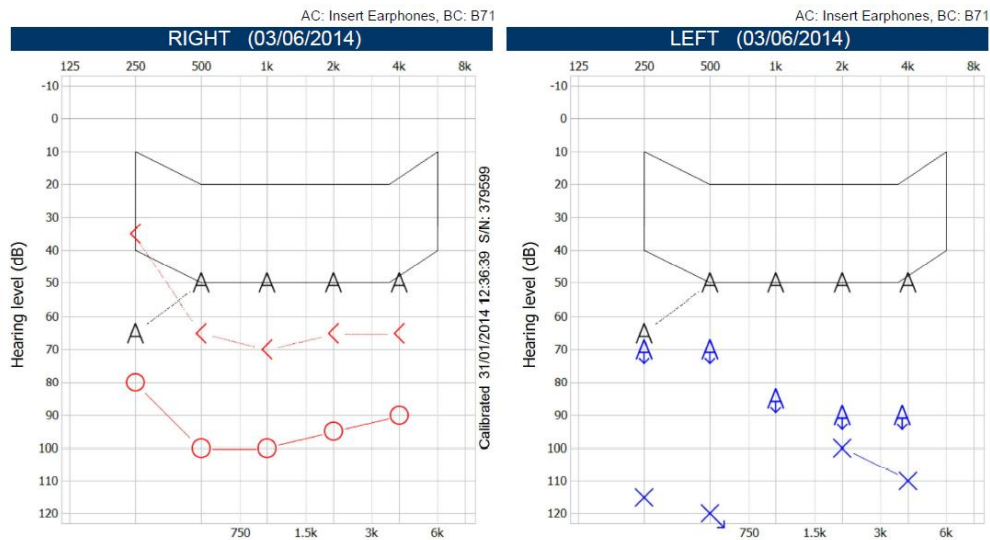 AC: Insert Earphones, BC: B71
RIGHT (03/06/2014)
125 250 500 1k 2k 4k 8k
-10
0
10
20
30
40
50
60
70
80
90
100
110
120
Hearing level (dB)
A A A A
A
750 1.5k 3k 6k
Calibrated 31/01/2014 12:36:39 S/N: 379599
AC: Insert Earphones, BC: B71
LEFT (03/06/2014)
125 250 500 1k 2k 4k 8k
-10
0
10
20
30
40
50
60
70
80
90
100
110
120
Hearing level (dB)
A A A A
A
A A
A
A A
750 1.5k 3k 6k